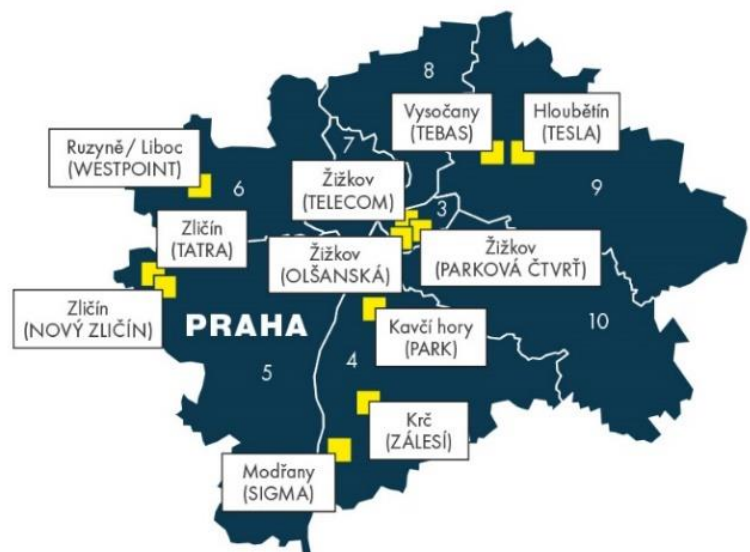 8
Vysočany
(TEBAS)
Hloubětín
(TESLA)
Ruzyně / Liboc
(WESTPOINT)
7
6
Žižkov
(TELECOM)
3
9
Zličín
(TATRA)
Žižkov
(OLŠANSKÁ)
Žižkov
(PARKOVÁ ČTVRŤ)
Zličín
(NOVÝ ZLIČÍN)
PRAHA
Kavčí hory
(PARK)
10
5
4
Krč
(ZÁLESÍ)
Modřany
(SIGMA)